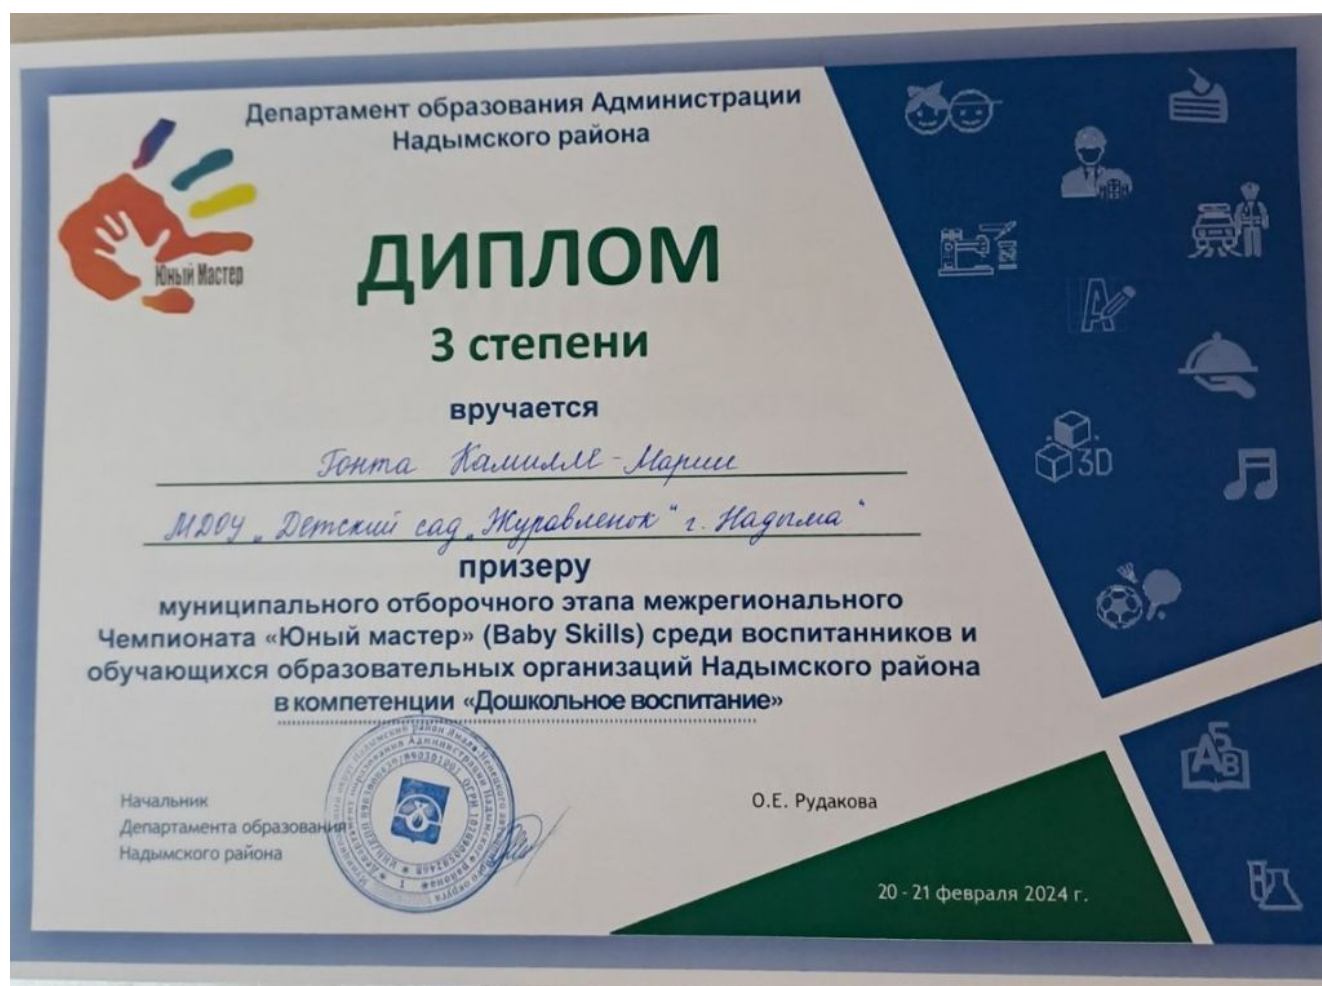 Департамент образования Администрации
Надымского района
Юный Мастер
ДИПЛОМ
3 степени
вручается
Гонта Камилле-Марии
МДОУ „Детский сад „Журавленок" г. Надыма"
призеру
муниципального отборочного этапа межрегионального
Чемпионата «Юный мастер» (Baby Skills) среди воспитанников и
обучающихся образовательных организаций Надымского района
в компетенции «Дошкольное воспитание»
Начальник
Департамента образования
Надымского района
О.Е. Рудакова
20 - 21 февраля 2024 г.
3D
А
А Б В